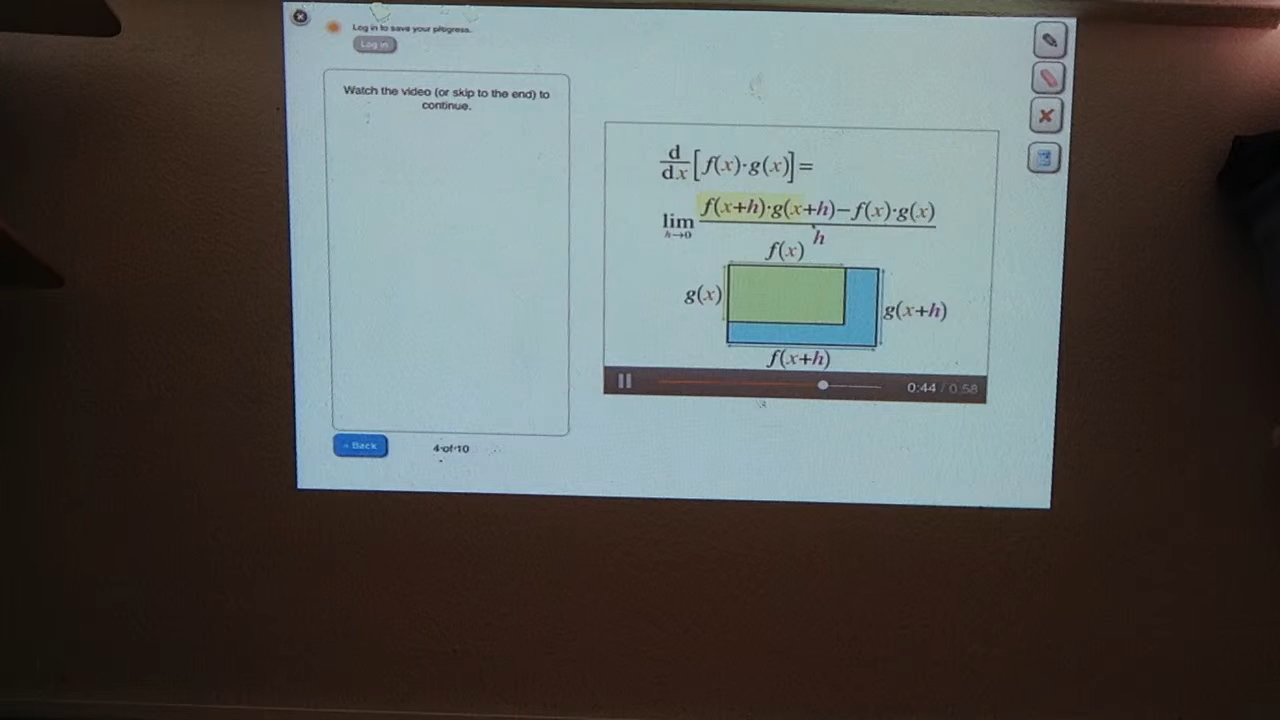 Log in to save your progress.
Log in
Watch the video (or skip to the end) to
continue.
d/dx [f(x)·g(x)]=
lim h→0 f(x+h)·g(x+h)−f(x)·g(x) / h
f(x)
g(x)
g(x+h)
f(x+h)
0:44 / 0:58
Back
4 of 10